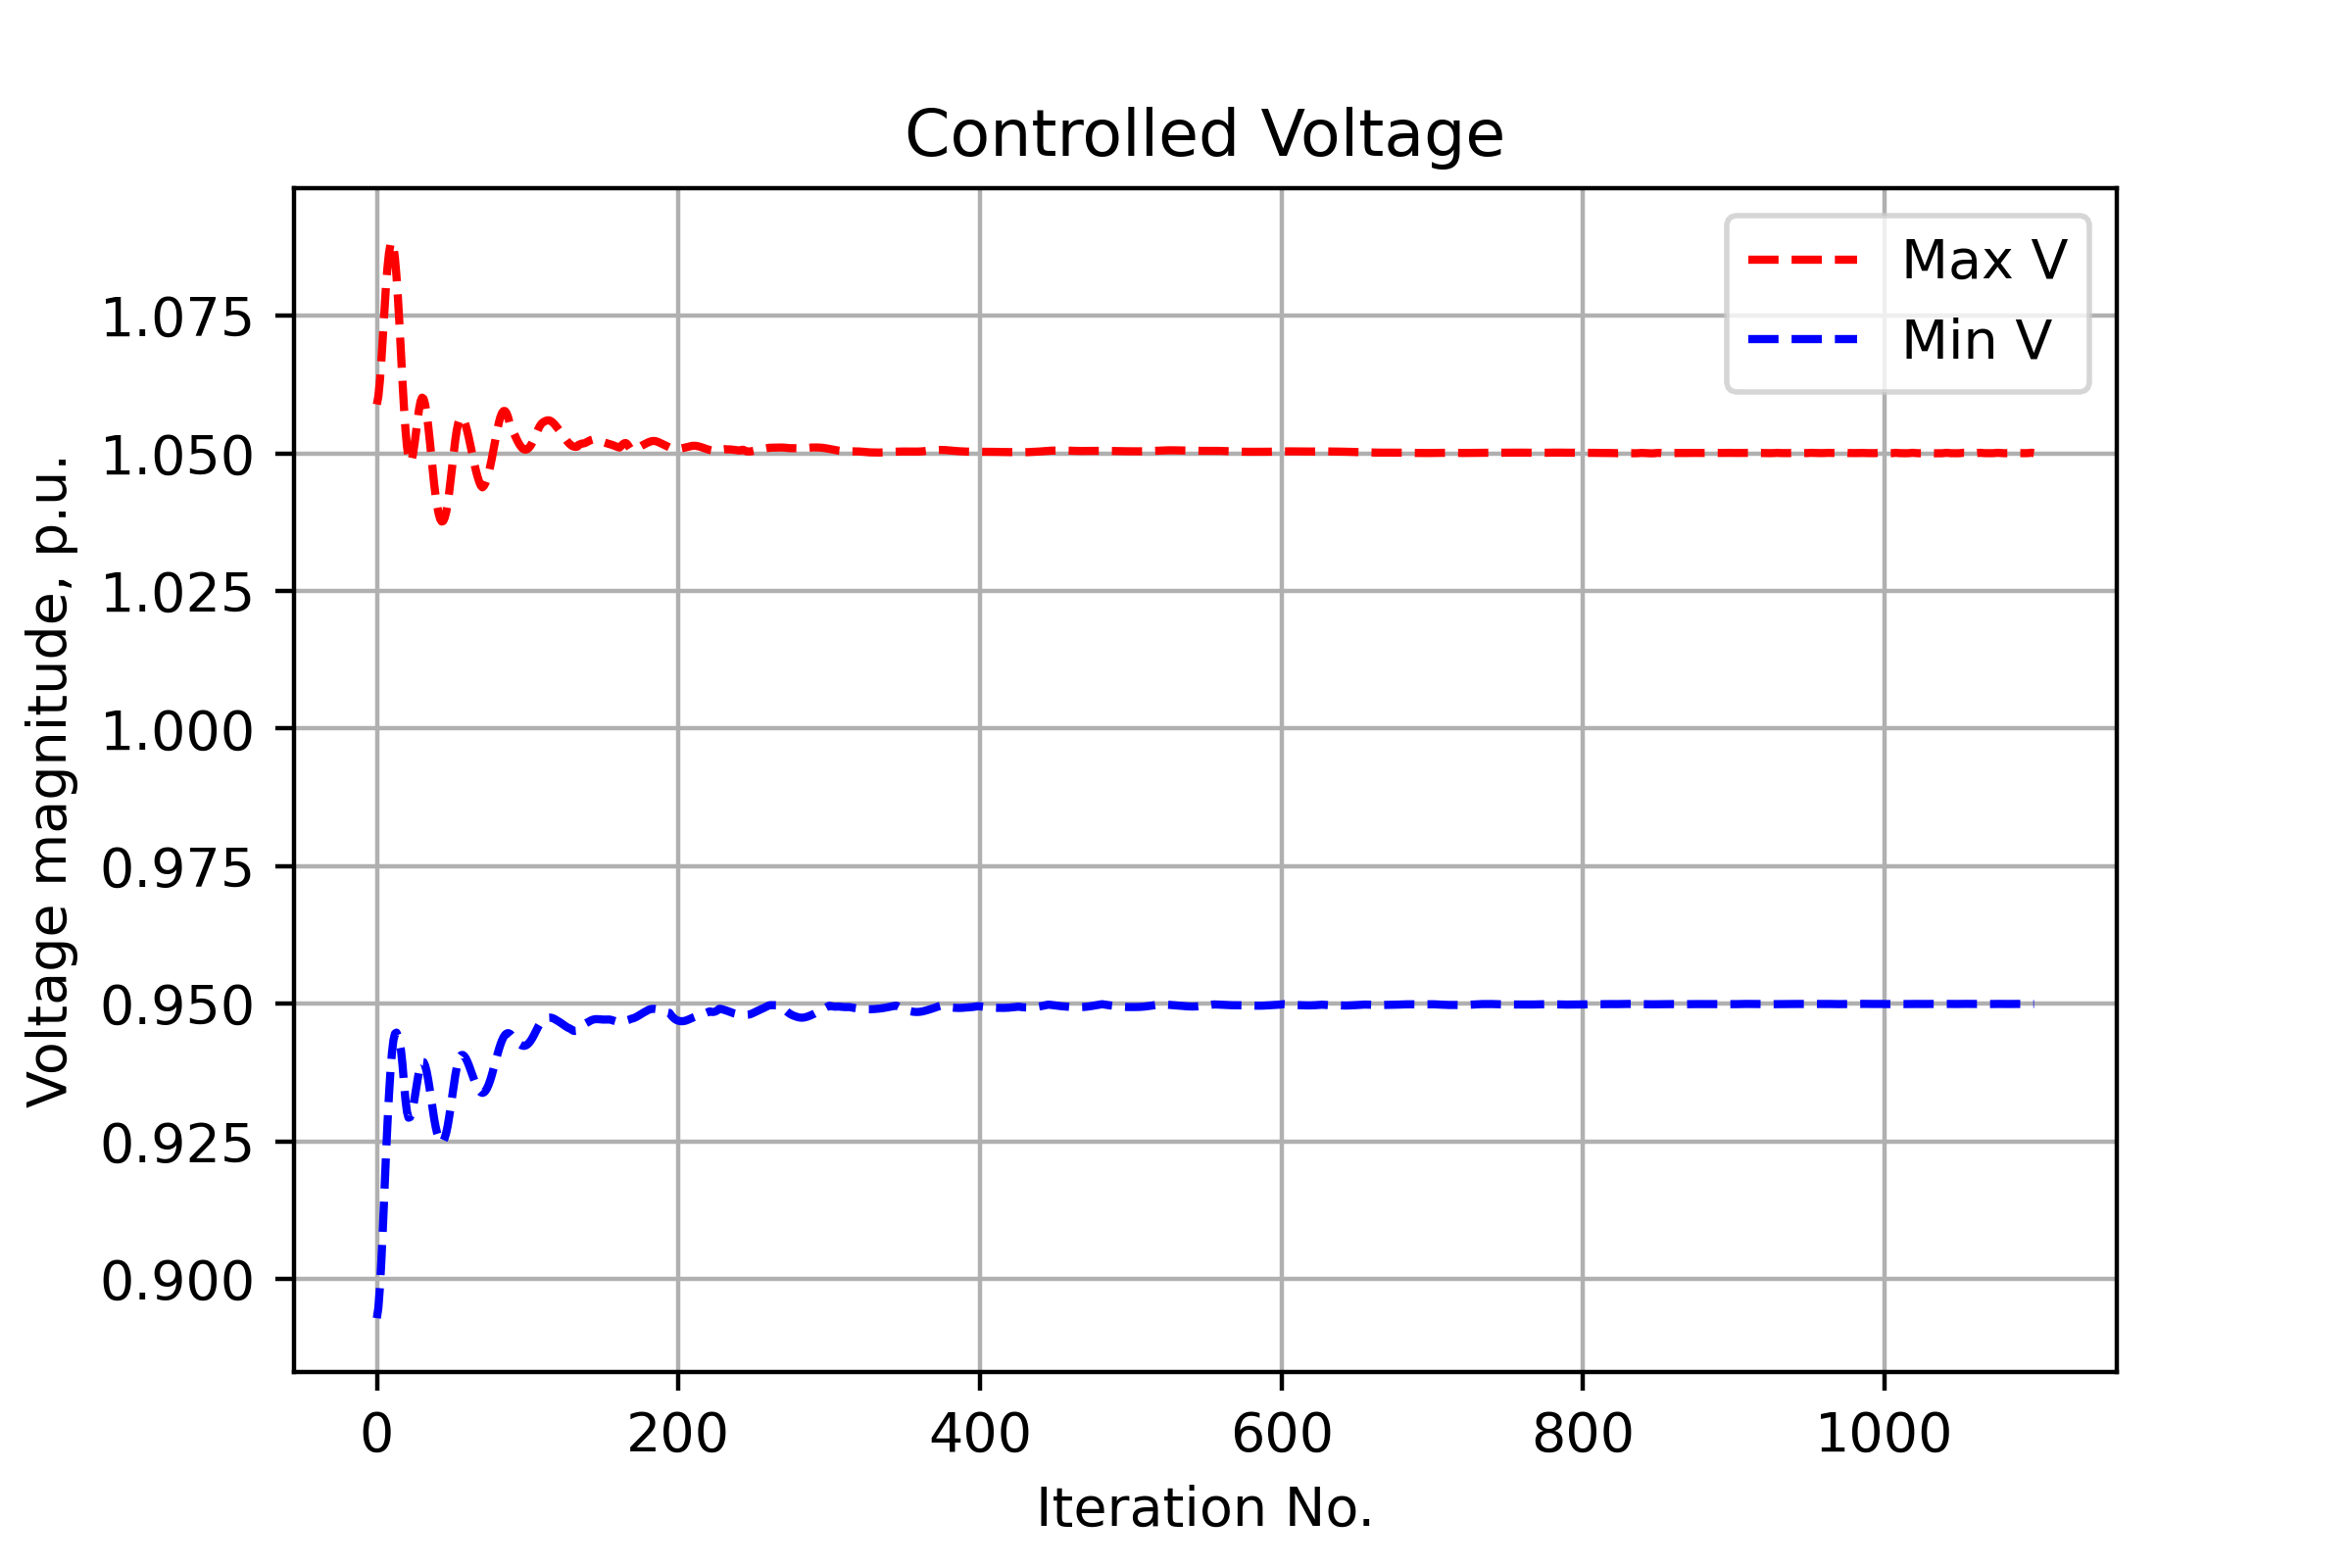 Controlled Voltage
Max V
Min V
Voltage magnitude, p.u.
1.075
1.050
1.025
1.000
0.975
0.950
0.925
0.900
0 200 400 600 800 1000
Iteration No.